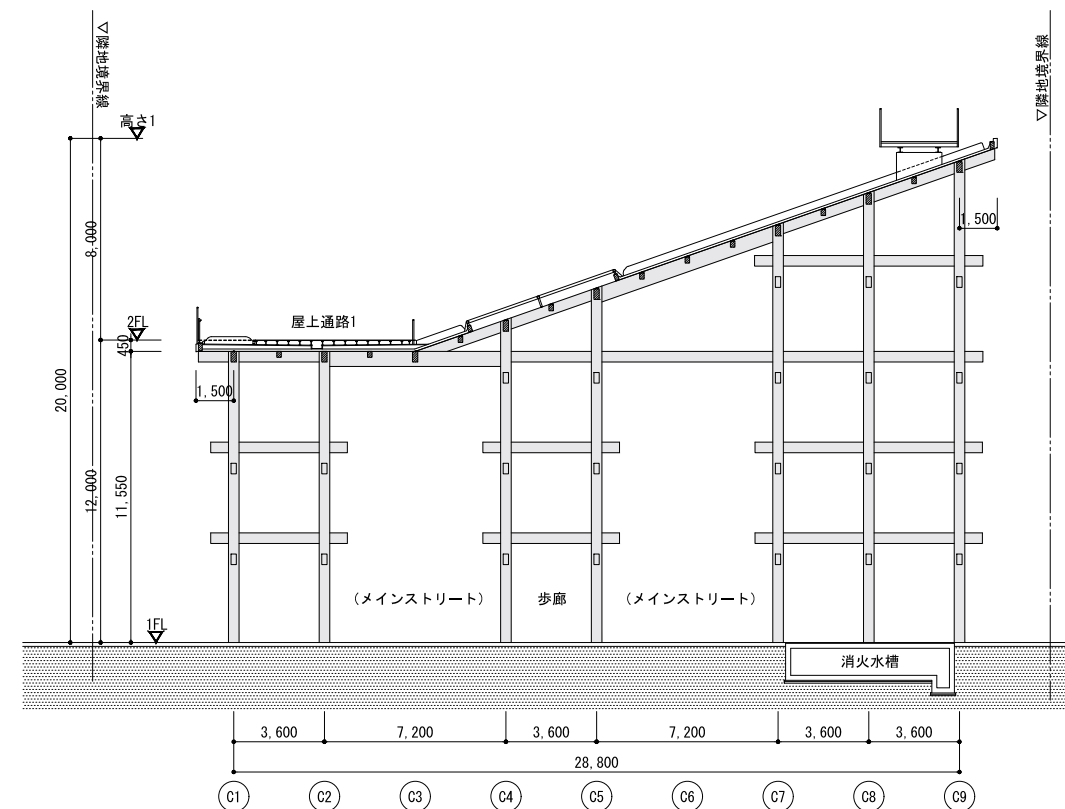 ▽隣地境界線
▽隣地境界線
高さ1
8,000
1,500
2FL
屋上通路1
450
1,500
20,000
12,000
11,550
(メインストリート)
歩廊
(メインストリート)
1FL
消火水槽
3,600
7,200
3,600
7,200
3,600
3,600
28,800
C1
C2
C3
C4
C5
C6
C7
C8
C9